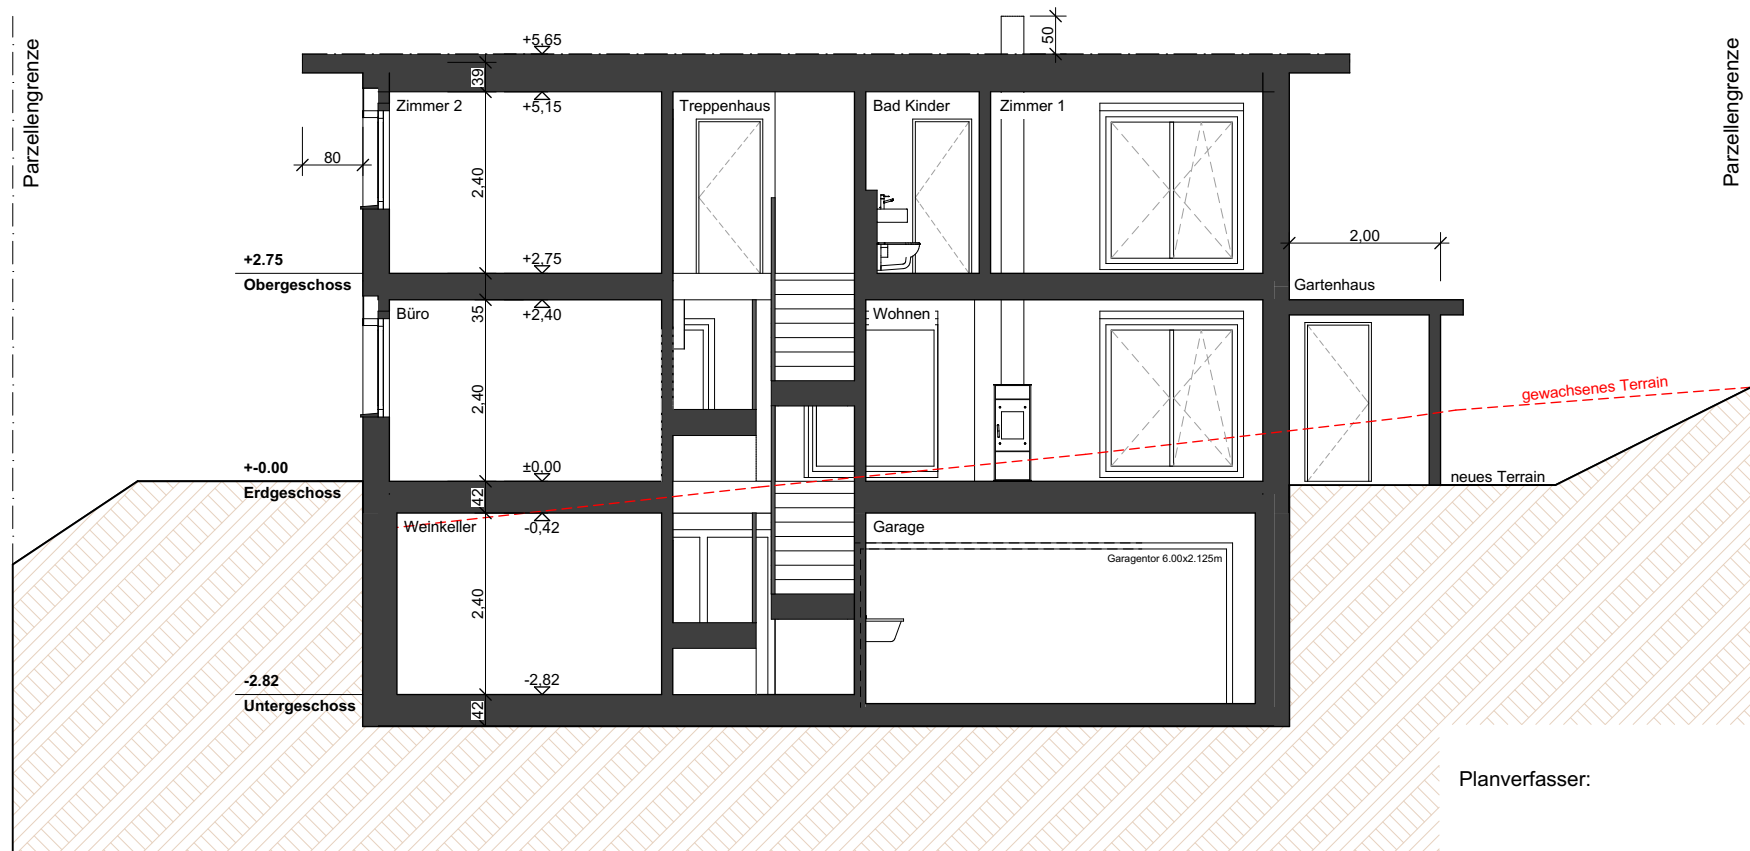 Parzellengrenze
Parzellengrenze
+5,65
50
39
Zimmer 2
+5,15
Treppenhaus
Bad Kinder
Zimmer 1
80
2,40
2,00
+2.75
Obergeschoss
+2,75
Gartenhaus
Büro
35
+2,40
Wohnen
2,40
gewachsenes Terrain
+-0.00
Erdgeschoss
±0,00
neues Terrain
42
Weinkeller
-0,42
Garage
Garagentor 6.00x2.125m
2,40
-2.82
Untergeschoss
-2,82
42
Planverfasser: